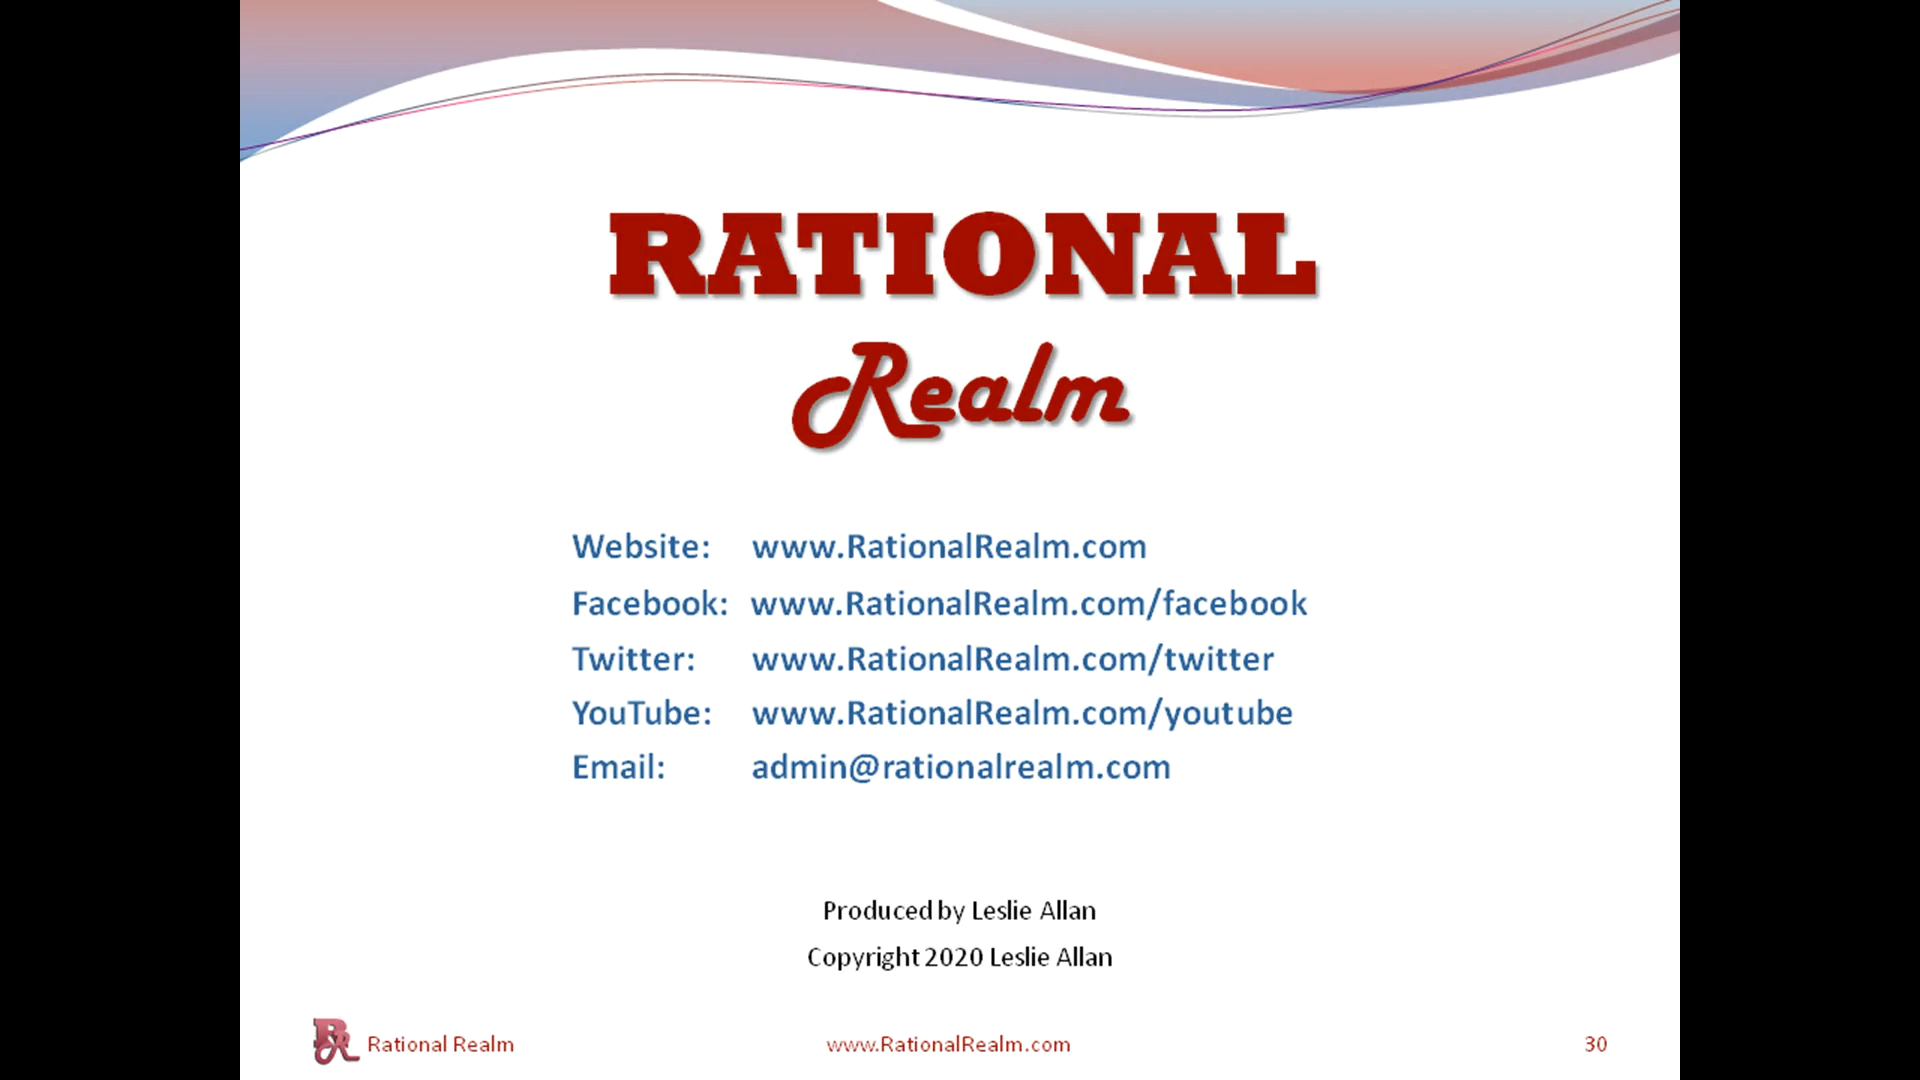 RATIONAL
Realm
Website: www.RationalRealm.com
Facebook: www.RationalRealm.com/facebook
Twitter: www.RationalRealm.com/twitter
YouTube: www.RationalRealm.com/youtube
Email: admin@rationalrealm.com
Produced by Leslie Allan
Copyright 2020 Leslie Allan
RR Rational Realm www.RationalRealm.com 30